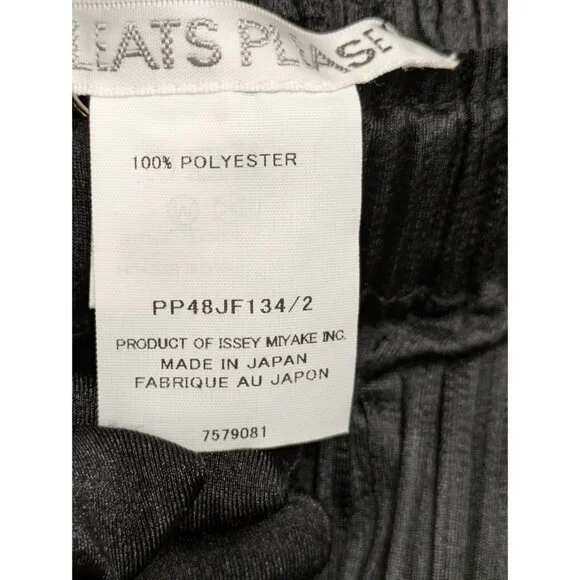 LEATS PLEASE
100% POLYESTER
PP48JF134/2
PRODUCT OF ISSEY MIYAKE INC.
MADE IN JAPAN
FABRIQUE AU JAPON
7579081